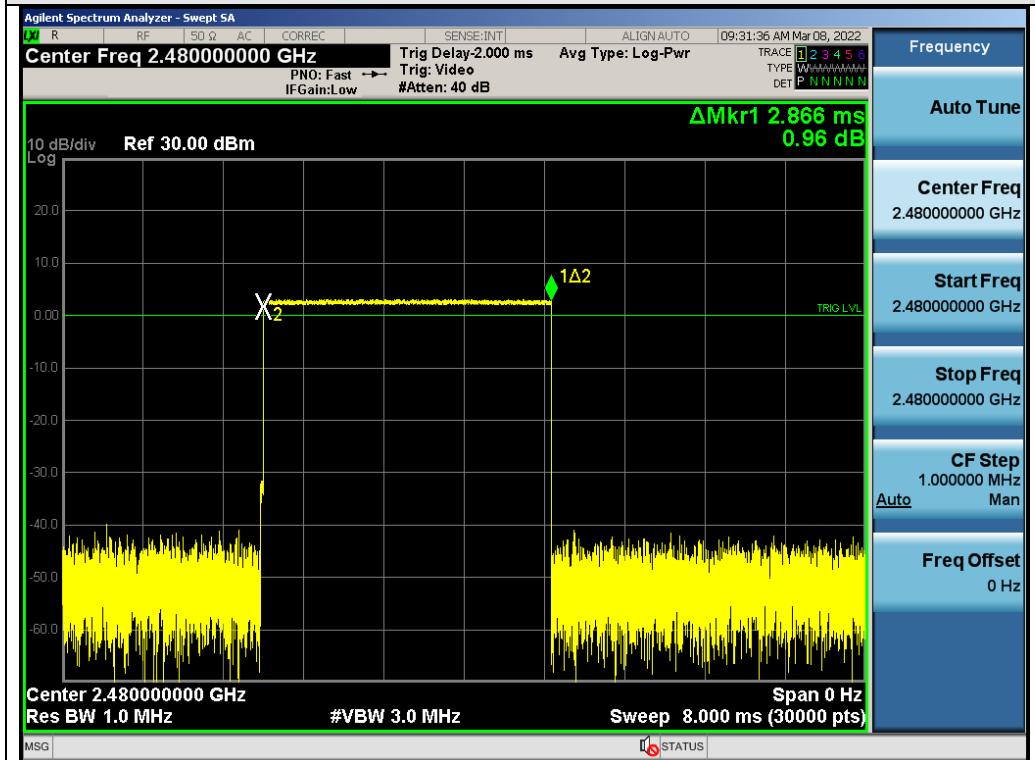 Agilent Spectrum Analyzer - Swept SA
LXI R RF 50 Ω AC CORREC SENSE:INT ALIGN AUTO 09:31:36 AM Mar 08, 2022
Center Freq 2.480000000 GHz
PNO: Fast
IFGain:Low
Trig Delay-2.000 ms
Trig: Video
#Atten: 40 dB
Avg Type: Log-Pwr
TRACE 1 2 3 4 5 6
TYPE WWWWWW
DET P N N N N N
ΔMkr1 2.866 ms
0.96 dB
10 dB/div Ref 30.00 dBm
Log
20.0
10.0
0.00
-10.0
-20.0
-30.0
-40.0
-50.0
-60.0
1Δ2
2
TRIG LVL
Center 2.480000000 GHz Span 0 Hz
Res BW 1.0 MHz #VBW 3.0 MHz Sweep 8.000 ms (30000 pts)
MSG STATUS
Frequency
Auto Tune
Center Freq
2.480000000 GHz
Start Freq
2.480000000 GHz
Stop Freq
2.480000000 GHz
CF Step
1.000000 MHz
Auto Man
Freq Offset
0 Hz